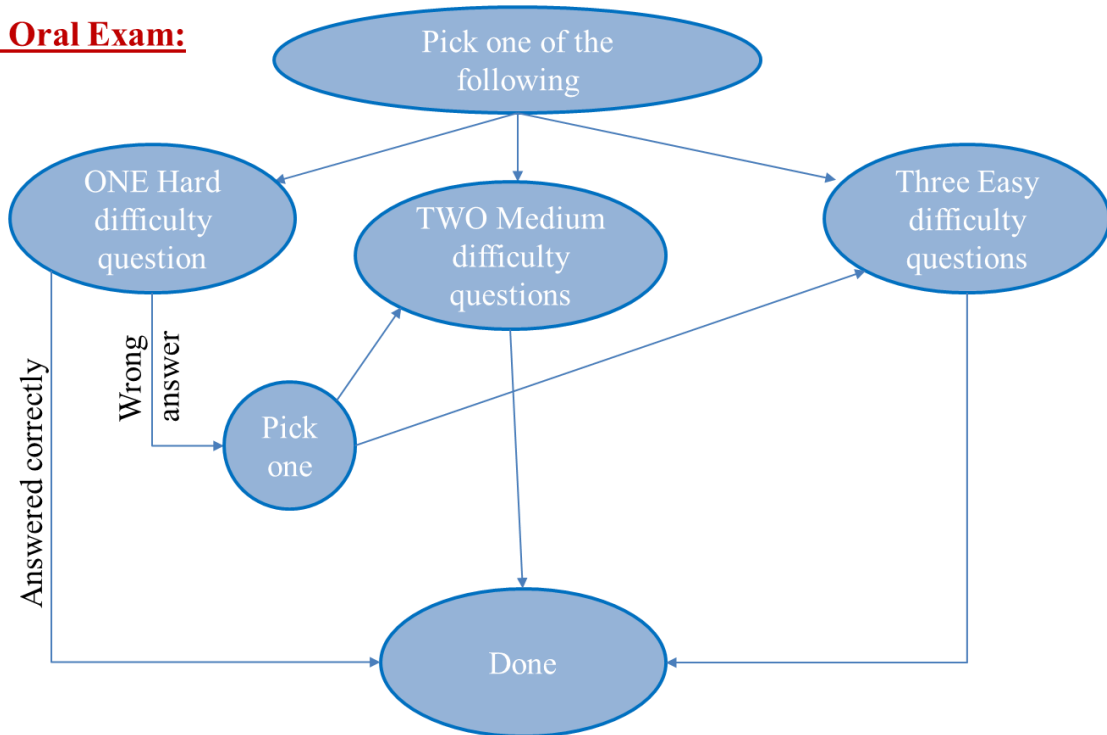 Oral Exam:
Pick one of the
following
ONE Hard
difficulty
question
TWO Medium
difficulty
questions
Three Easy
difficulty
questions
Answered correctly
Wrong
answer
Pick
one
Done